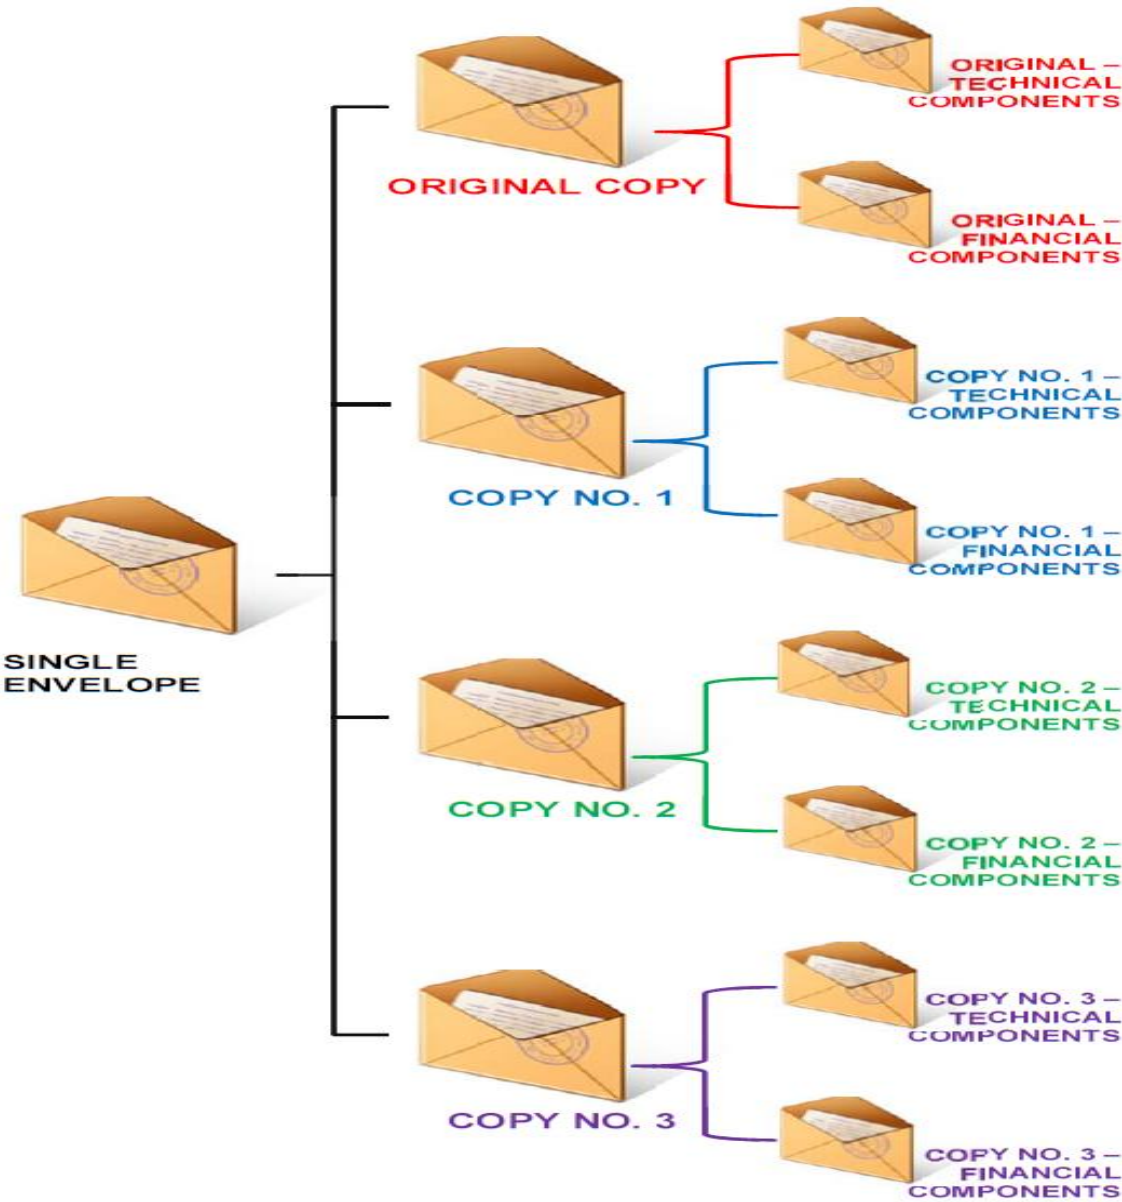 ORIGINAL –
TECHNICAL
COMPONENTS
ORIGINAL COPY
ORIGINAL –
FINANCIAL
COMPONENTS
COPY NO. 1 –
TECHNICAL
COMPONENTS
COPY NO. 1
COPY NO. 1 –
FINANCIAL
COMPONENTS
SINGLE
ENVELOPE
COPY NO. 2 –
TECHNICAL
COMPONENTS
COPY NO. 2
COPY NO. 2 –
FINANCIAL
COMPONENTS
COPY NO. 3 –
TECHNICAL
COMPONENTS
COPY NO. 3
COPY NO. 3 –
FINANCIAL
COMPONENTS